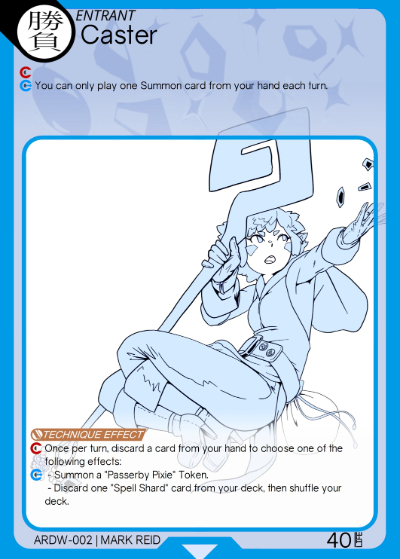 勝負
ENTRANT
Caster
C
C You can only play one Summon card from your hand each turn.
TECHNIQUE EFFECT
C Once per turn, discard a card from your hand to choose one of the
following effects:
C - Summon a "Passerby Pixie" Token.
- Discard one "Spell Shard" card from your deck, then shuffle your
deck.
ARDW-002 | MARK REID
40 LIFE